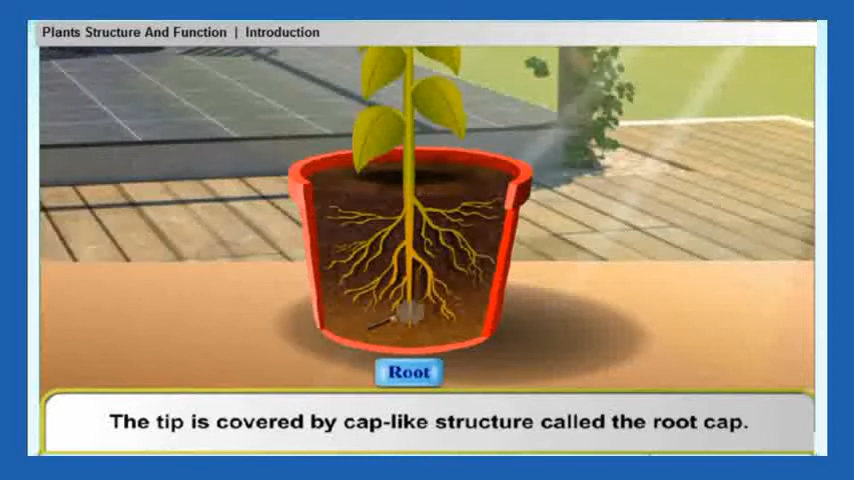 Plants Structure And Function | Introduction
Root
The tip is covered by cap-like structure called the root cap.